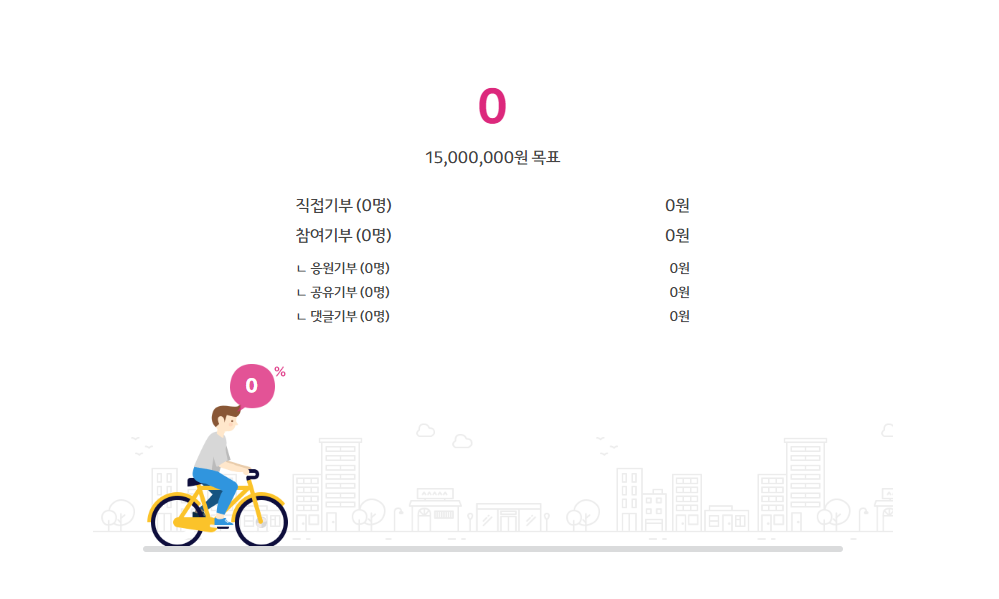 0
15,000,000원 목표
직접기부 (0명) 0원
참여기부 (0명) 0원
ㄴ 응원기부 (0명) 0원
ㄴ 공유기부 (0명) 0원
ㄴ 댓글기부 (0명) 0원
0 %